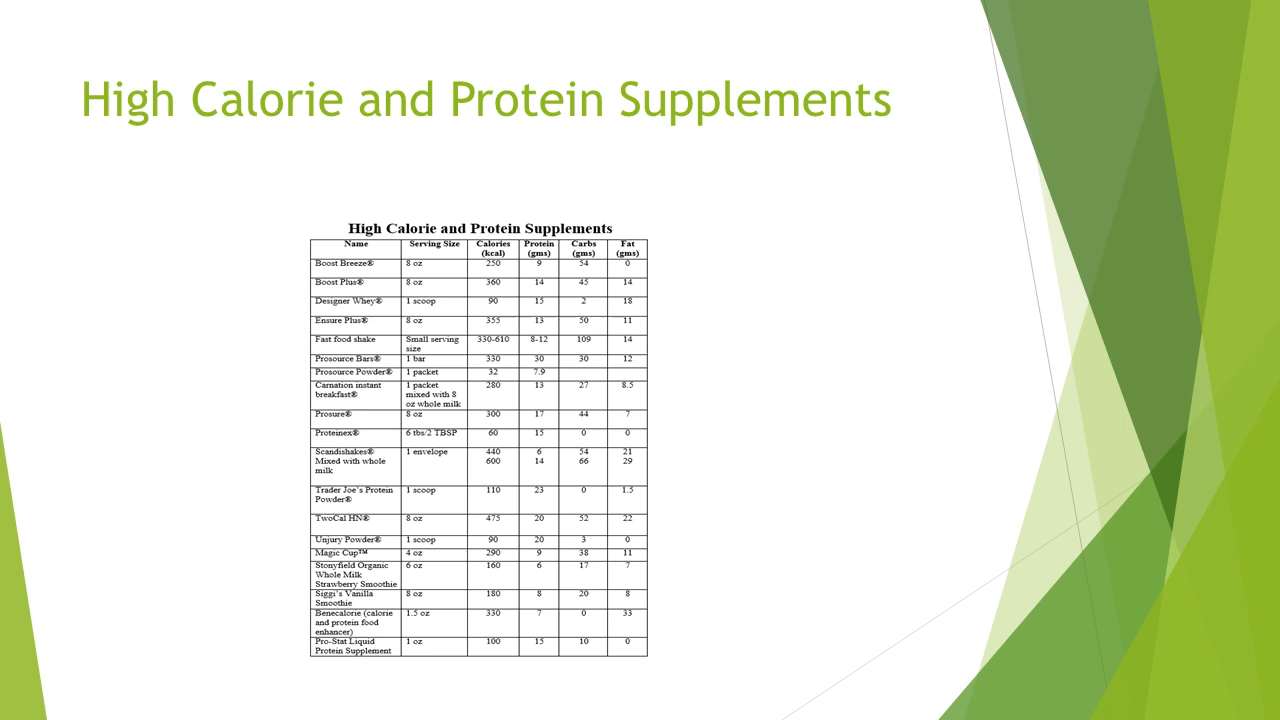 High Calorie and Protein Supplements
High Calorie and Protein Supplements
Name Serving Size Calories (kcal) Protein (gms) Carbs (gms) Fat (gms)
Boost Breeze® 8 oz 250 9 54 0
Boost Plus® 8 oz 360 14 45 14
Designer Whey® 1 scoop 90 15 2 18
Ensure Plus® 8 oz 355 13 50 11
Fast food shake Small serving size 330-610 8-12 109 14
Prosource Bars® 1 bar 330 30 30 12
Prosource Powder® 1 packet 32 7.9
Carnation instant breakfast® 1 packet mixed with 8 oz whole milk 280 13 27 8.5
Prosure® 8 oz 300 17 44 7
Proteinex® 6 tbs/2 TBSP 60 15 0 0
Scandishakes® 1 envelope 440 6 54 21
Mixed with whole milk 600 14 66 29
Trader Joe's Protein Powder® 1 scoop 110 23 0 1.5
TwoCal HN® 8 oz 475 20 52 22
Unjury Powder® 1 scoop 90 20 3 0
Magic Cup™ 4 oz 290 9 38 11
Stonyfield Organic Whole Milk Strawberry Smoothie 6 oz 160 6 17 7
Siggi's Vanilla Smoothie 8 oz 180 8 20 8
Benecalorie (calorie and protein food enhancer) 1.5 oz 330 7 0 33
Pro-Stat Liquid Protein Supplement 1 oz 100 15 10 0